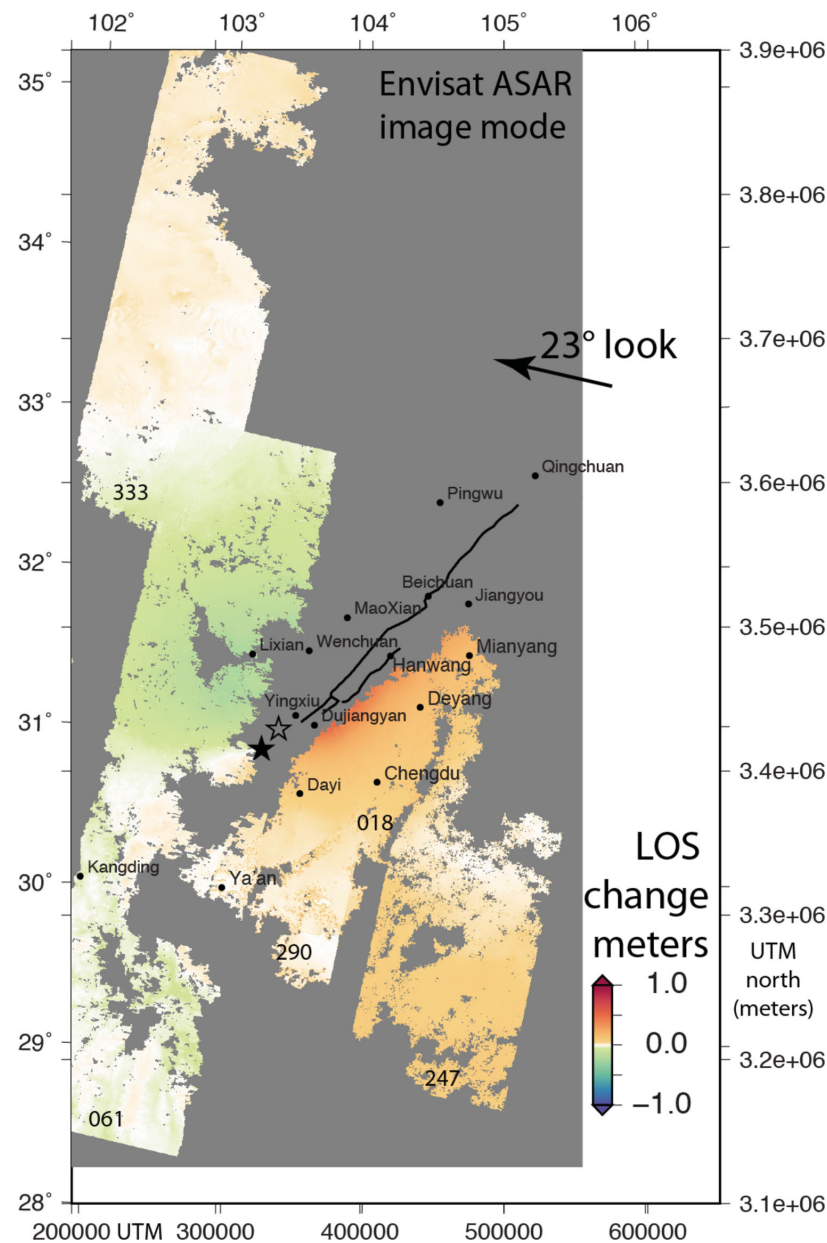 102° 103° 104° 105° 106°
35°
3.9e+06
Envisat ASAR
image mode
3.8e+06
34°
3.7e+06
23° look
33°
3.6e+06
Qingchuan
333
Pingwu
32°
Beichuan
Jiangyou
MaoXian
3.5e+06
Lixian
Wenchuan
Mianyang
Hanwang
Yingxiu
Deyang
31°
Dujiangyan
3.4e+06
Dayi
Chengdu
018
LOS
change
meters
Kangding
Ya'an
30°
3.3e+06
290
UTM
north
(meters)
1.0
0.0
−1.0
29°
3.2e+06
247
061
28°
3.1e+06
200000 UTM 300000 400000 500000 600000